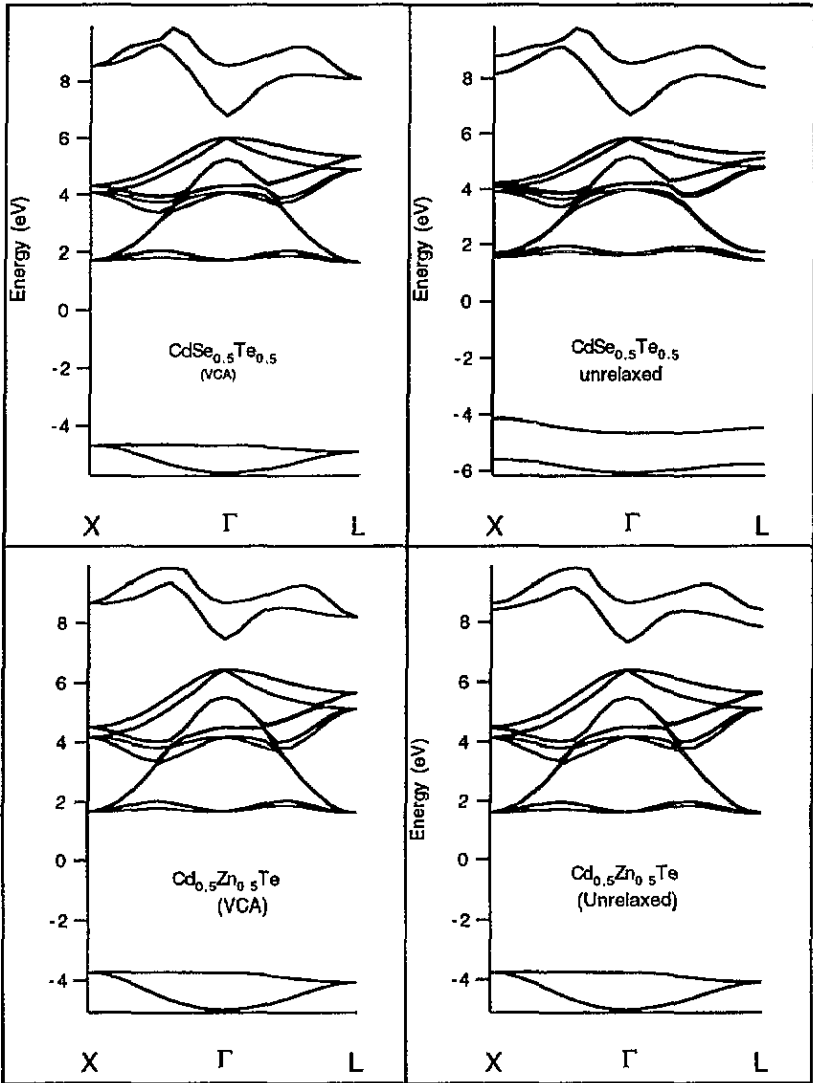 Energy (eV)
8
6
4
2
0
-2
-4
CdSe0.5Te0.5
(VCA)
X Γ L
Energy (eV)
8
6
4
2
0
-2
-4
-6
CdSe0.5Te0.5
unrelaxed
X Γ L
8
6
4
2
0
-2
-4
Cd0.5Zn0.5Te
(VCA)
X Γ L
Energy (eV)
8
6
4
2
0
-2
-4
Cd0.5Zn0.5Te
(Unrelaxed)
X Γ L